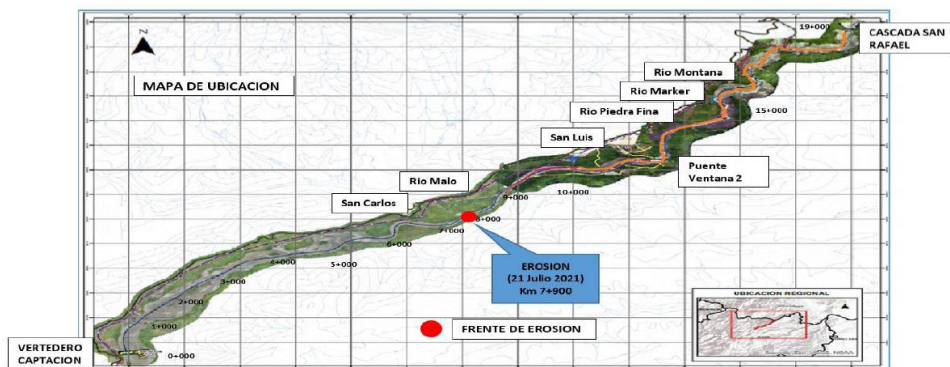 19+000
CASCADA SAN
RAFAEL
Z
MAPA DE UBICACION
Rio Montana
Rio Marker
15+000
Rio Piedra Fina
San Luis
Puente
Ventana 2
Rio Malo
10+000
9+000
San Carlos
8+000
7+000
6+000
5+000
4+000
3+000
2+000
1+000
0+000
EROSION
(21 Julio 2021)
Km 7+900
FRENTE DE EROSION
VERTEDERO
CAPTACION
UBICACION REGIONAL